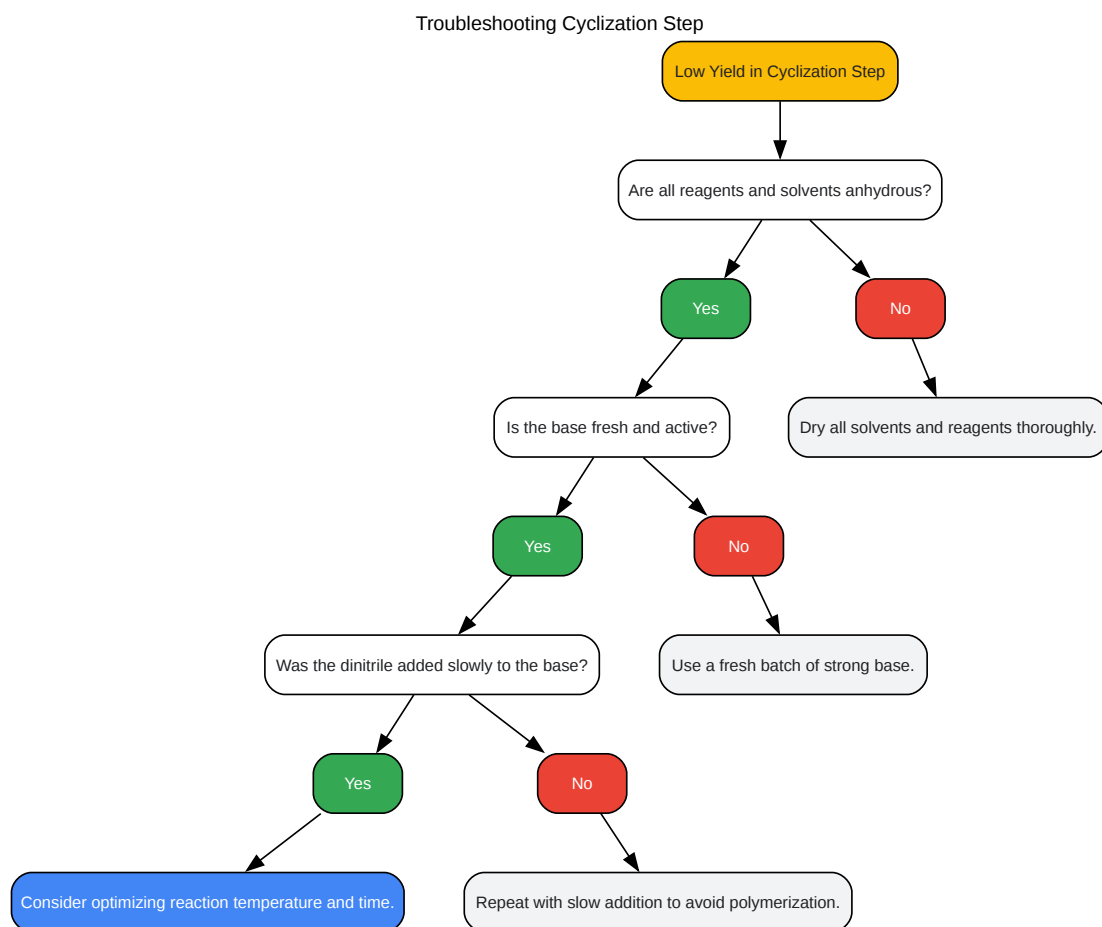 Troubleshooting Cyclization Step
Low Yield in Cyclization Step
Are all reagents and solvents anhydrous?
Yes
No
Is the base fresh and active?
Dry all solvents and reagents thoroughly.
Yes
No
Was the dinitrile added slowly to the base?
Use a fresh batch of strong base.
Yes
No
Consider optimizing reaction temperature and time.
Repeat with slow addition to avoid polymerization.